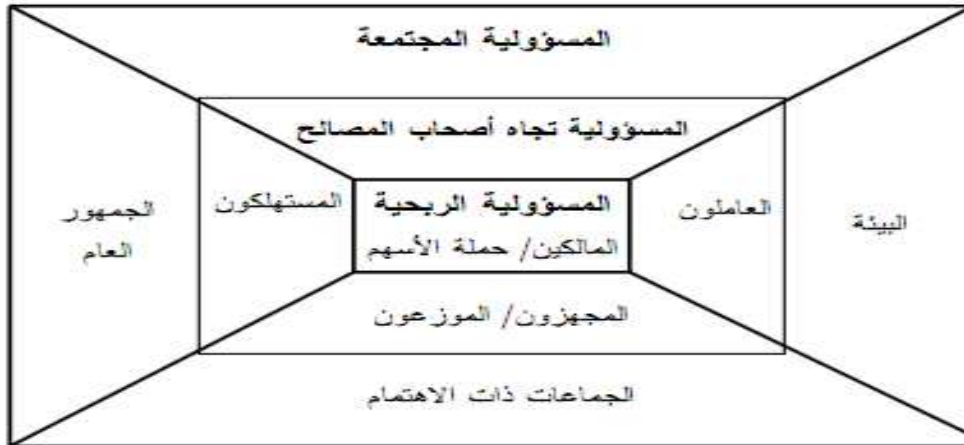 المسؤولية المجتمعة
المسؤولية تجاه أصحاب المصالح
البيئة
العاملون
المسؤولية الربحية
المالكين/ حملة الأسهم
المستهلكون
الجمهور
العام
المجهزون/ الموزعون
الجماعات ذات الاهتمام